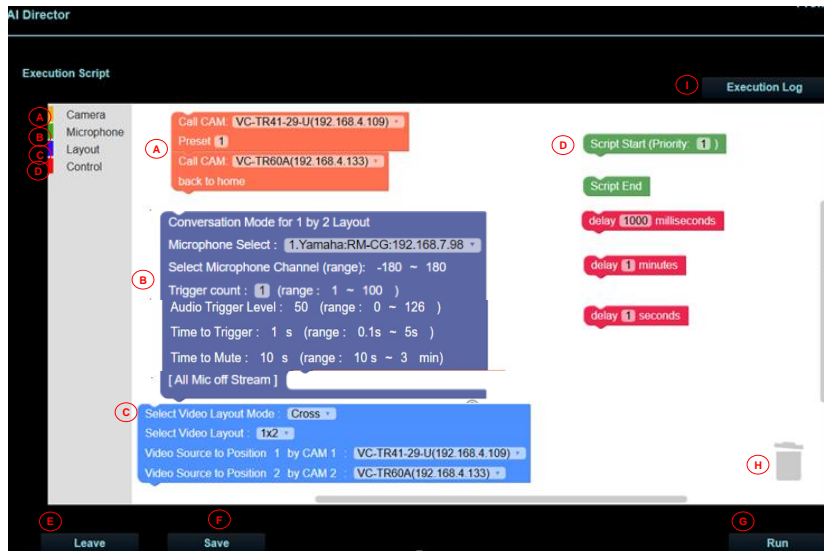 AI Director
Execution Script
I
Execution Log
A Camera
B Microphone
C Layout
D Control
A
Call CAM: VC-TR41-29-U(192.168.4.109)
Preset 1
Call CAM: VC-TR60A(192.168.4.133)
back to home
B
Conversation Mode for 1 by 2 Layout
Microphone Select : 1.Yamaha:RM-CG:192.168.7.98
Select Microphone Channel (range): -180 ~ 180
Trigger count : 1 (range : 1 ~ 100 )
Audio Trigger Level : 50 (range : 0 ~ 126 )
Time to Trigger : 1 s (range : 0.1s ~ 5s )
Time to Mute : 10 s (range : 10 s ~ 3 min)
[ All Mic off Stream ]
C
Select Video Layout Mode : Cross
Select Video Layout : 1x2
Video Source to Position 1 by CAM 1 : VC-TR41-29-U(192.168.4.109)
Video Source to Position 2 by CAM 2 : VC-TR60A(192.168.4.133)
D
Script Start (Priority: 1 )
Script End
delay 1000 milliseconds
delay 1 minutes
delay 1 seconds
H
E
Leave
F
Save
G
Run